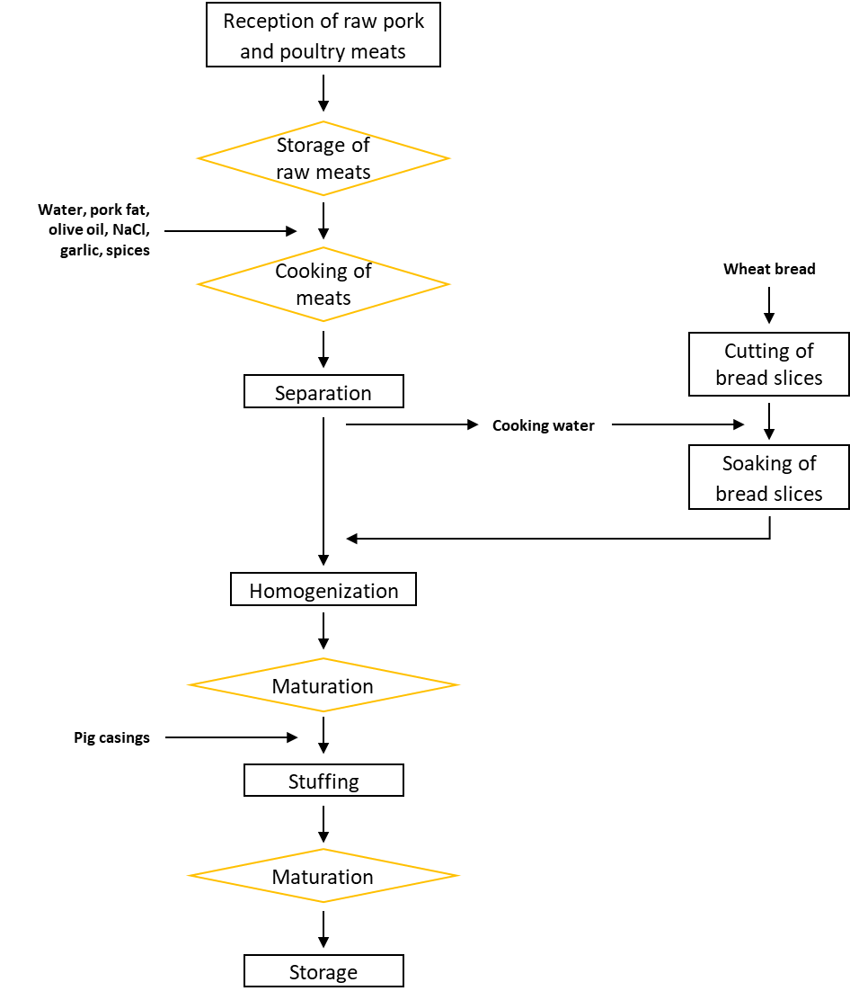 Reception of raw pork
and poultry meats
Storage of
raw meats
Water, pork fat,
olive oil, NaCl,
garlic, spices
Cooking of
meats
Wheat bread
Cutting of
bread slices
Separation
Cooking water
Soaking of
bread slices
Homogenization
Maturation
Pig casings
Stuffing
Maturation
Storage